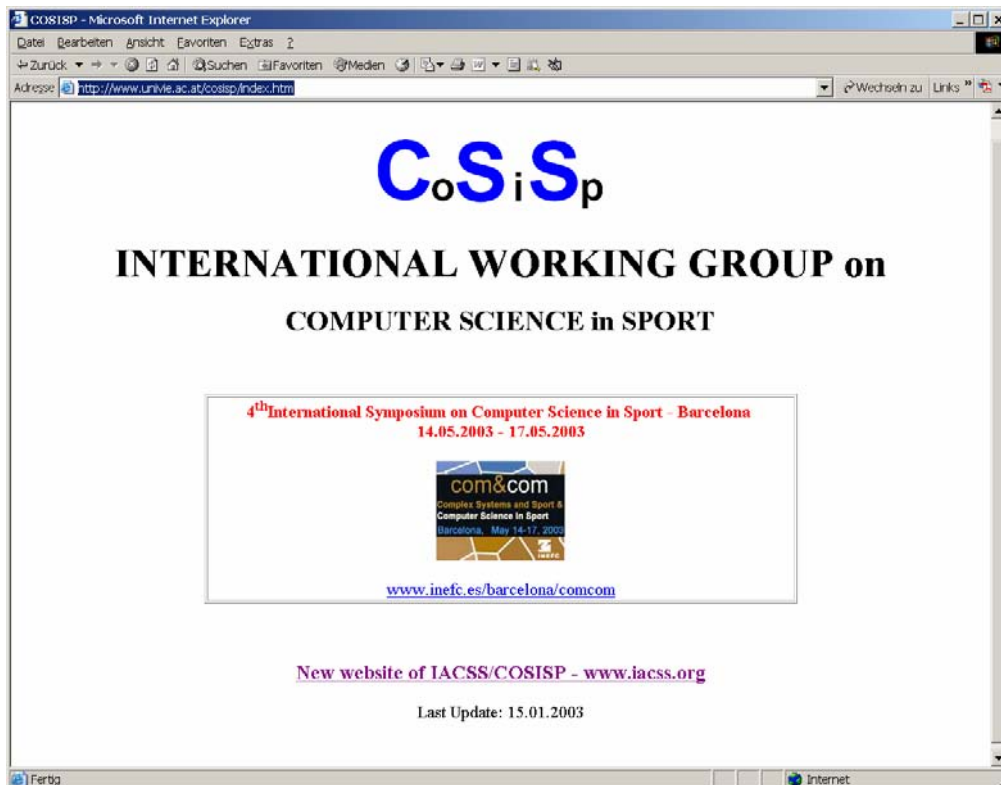 COSISP - Microsoft Internet Explorer
Datei Bearbeiten Ansicht Favoriten Extras ?
Zurück Suchen Favoriten Medien
Adresse http://www.univie.ac.at/cosisp/index.htm Wechseln zu Links »
CoSiSp
INTERNATIONAL WORKING GROUP on
COMPUTER SCIENCE in SPORT
4thInternational Symposium on Computer Science in Sport - Barcelona
14.05.2003 - 17.05.2003
com&com
Complex Systems and Sport &
Computer Science in Sport
Barcelona, May 14-17, 2003
INEFC
www.inefc.es/barcelona/comcom
New website of IACSS/COSISP - www.iacss.org
Last Update: 15.01.2003
Fertig Internet